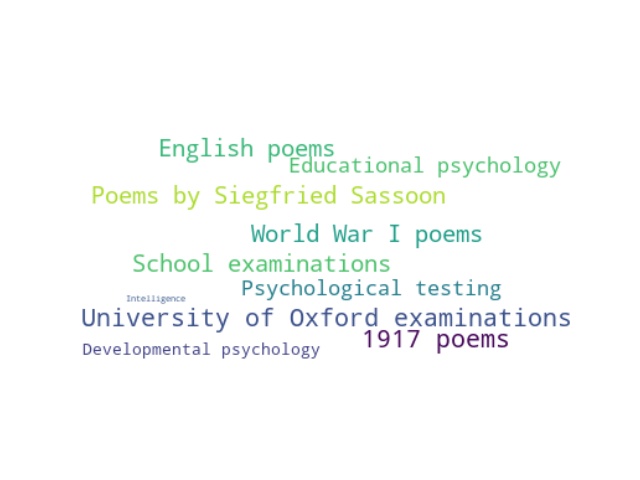 English poems
Educational psychology
Poems by Siegfried Sassoon
World War I poems
School examinations
Psychological testing
Intelligence
University of Oxford examinations
1917 poems
Developmental psychology